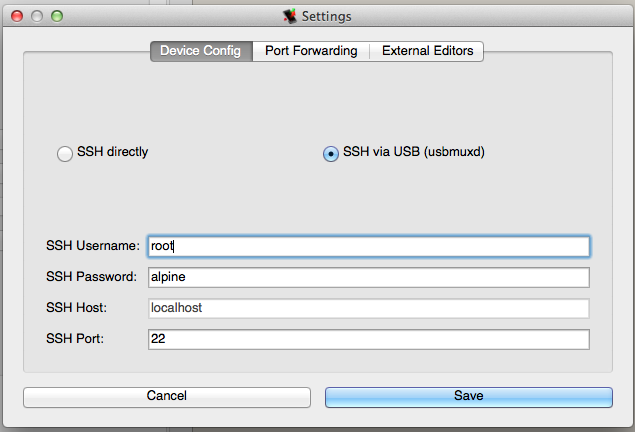 Settings
Device Config Port Forwarding External Editors
SSH directly SSH via USB (usbmuxd)
SSH Username: root
SSH Password: alpine
SSH Host: localhost
SSH Port: 22
Cancel Save